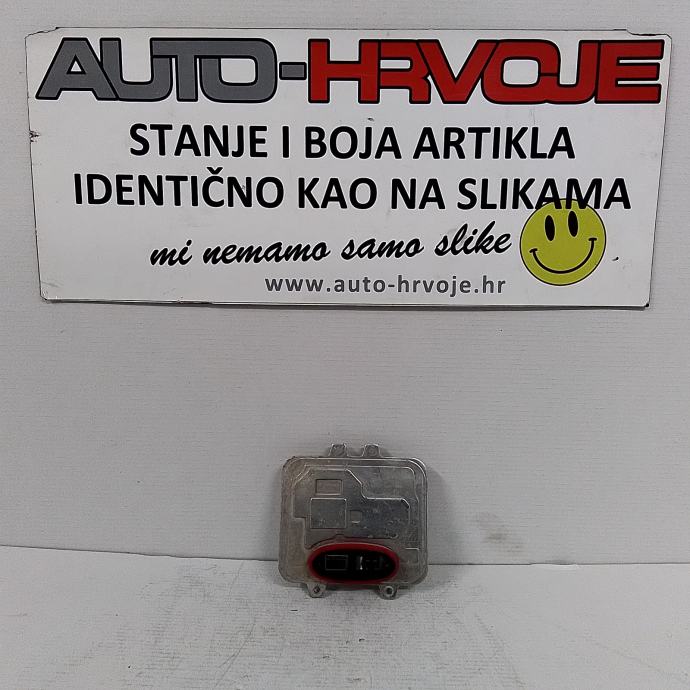 AUTO-HRVOJE
STANJE I BOJA ARTIKLA
IDENTIČNO KAO NA SLIKAMA
mi nemamo samo slike
www.auto-hrvoje.hr